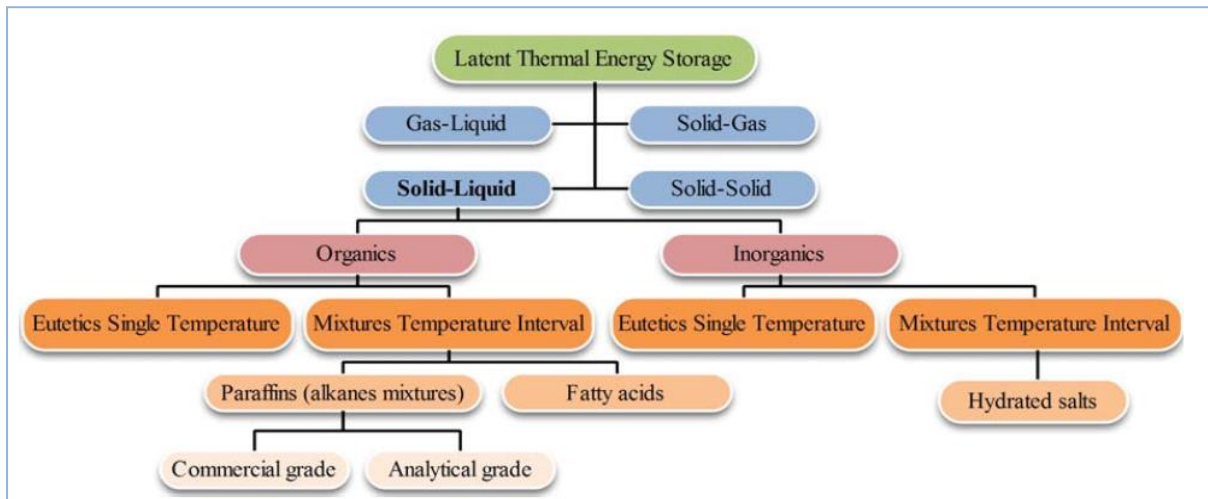 Latent Thermal Energy Storage
Gas-Liquid
Solid-Gas
Solid-Liquid
Solid-Solid
Organics
Inorganics
Eutetics Single Temperature
Mixtures Temperature Interval
Eutetics Single Temperature
Mixtures Temperature Interval
Paraffins (alkanes mixtures)
Fatty acids
Hydrated salts
Commercial grade
Analytical grade